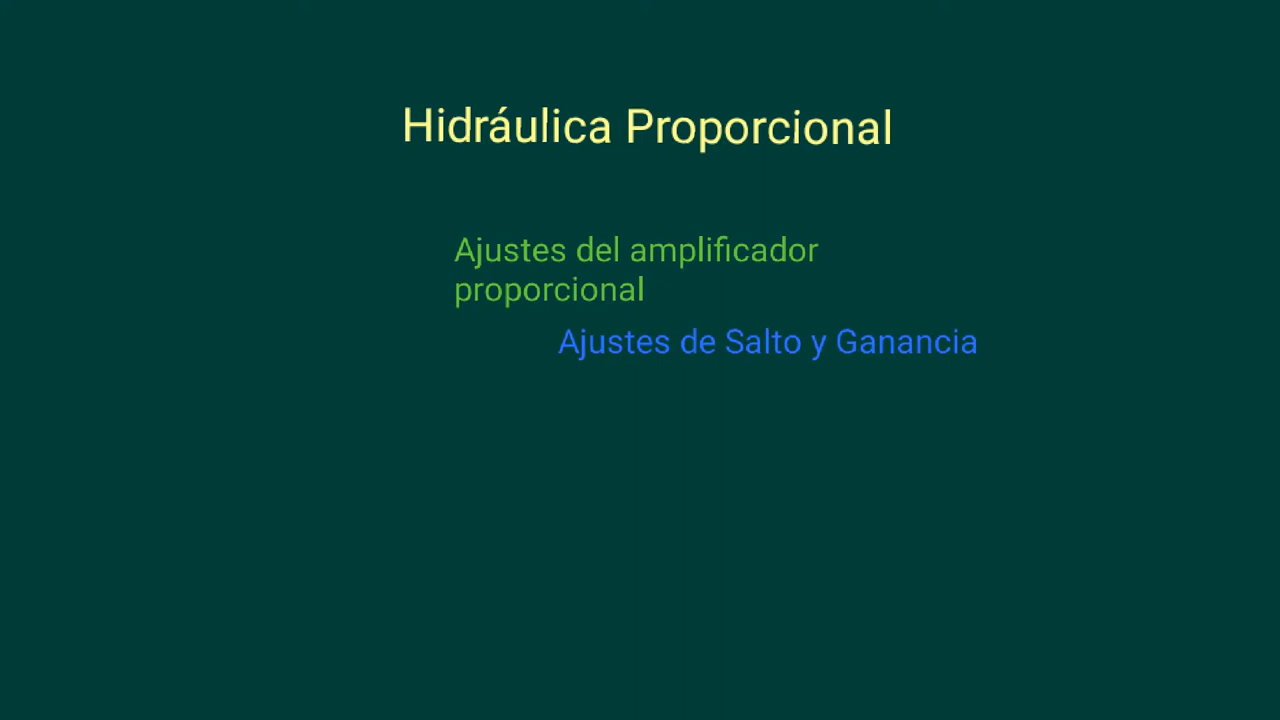 Hidráulica Proporcional
Ajustes del amplificador
proporcional
Ajustes de Salto y Ganancia